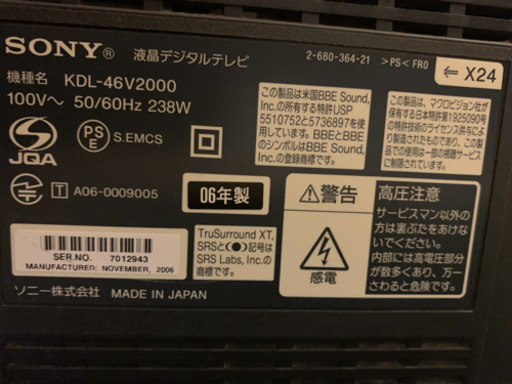 SONY® 液晶デジタルテレビ
2-680-364-21 >PS< FR0
⇐ X24
機種名 KDL-46V2000
100V～ 50/60Hz 238W
JQA
PS E S.EMCS
T A06-0009005
06年製
この製品は米国BBE Sound,
Inc.の所有する特許USP
5510752と5736897を用
いています。BBEとBBE
のシンボルはBBE Sound,
Inc.の登録商標です。
この製品は、マクロビジョン社が
保有する日本特許第1925090号
の特許技術のライセンス供与によ
り製造されています。この製品
での使用は一部の視聴サービス
に制限されています。
SER.NO. 7012943
MANUFACTURED: NOVEMBER, 2006
TruSurround XT,
SRSと(●)記号は
SRS Labs, Inc.の
商標です。
警告
感電
高圧注意
サービスマン以外の
方は裏ぶたをあけな
いでください。
内部には高電圧部分
が数多くあり、万一
さわると危険です。
ソニー株式会社 MADE IN JAPAN